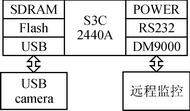 SDRAM
Flash
USB
S3C
2440A
POWER
RS232
DM9000
USB
camera
远程监控